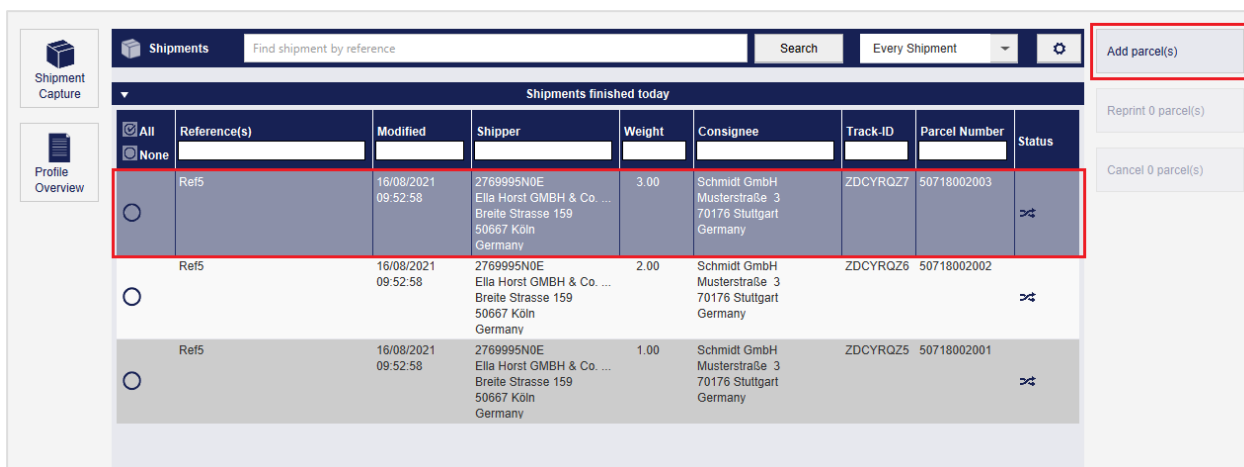 Shipment
Capture
Profile
Overview
Shipments
Find shipment by reference
Search
Every Shipment
Shipments finished today
All
None
Reference(s)
Modified
Shipper
Weight
Consignee
Track-ID
Parcel Number
Status
Ref5
16/08/2021
09:52:58
2769995N0E
Ella Horst GMBH & Co. ...
Breite Strasse 159
50667 Köln
Germany
3.00
Schmidt GmbH
Musterstraße 3
70176 Stuttgart
Germany
ZDCYRQZ7
50718002003
Ref5
16/08/2021
09:52:58
2769995N0E
Ella Horst GMBH & Co. ...
Breite Strasse 159
50667 Köln
Germany
2.00
Schmidt GmbH
Musterstraße 3
70176 Stuttgart
Germany
ZDCYRQZ6
50718002002
Ref5
16/08/2021
09:52:58
2769995N0E
Ella Horst GMBH & Co. ...
Breite Strasse 159
50667 Köln
Germany
1.00
Schmidt GmbH
Musterstraße 3
70176 Stuttgart
Germany
ZDCYRQZ5
50718002001
Add parcel(s)
Reprint 0 parcel(s)
Cancel 0 parcel(s)